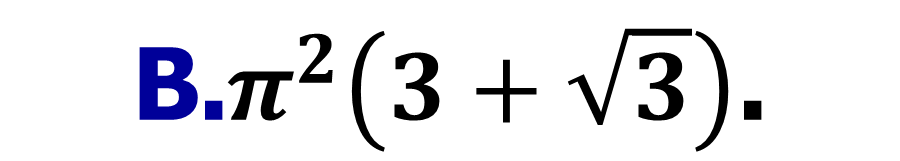 B. π²(3 + √3).